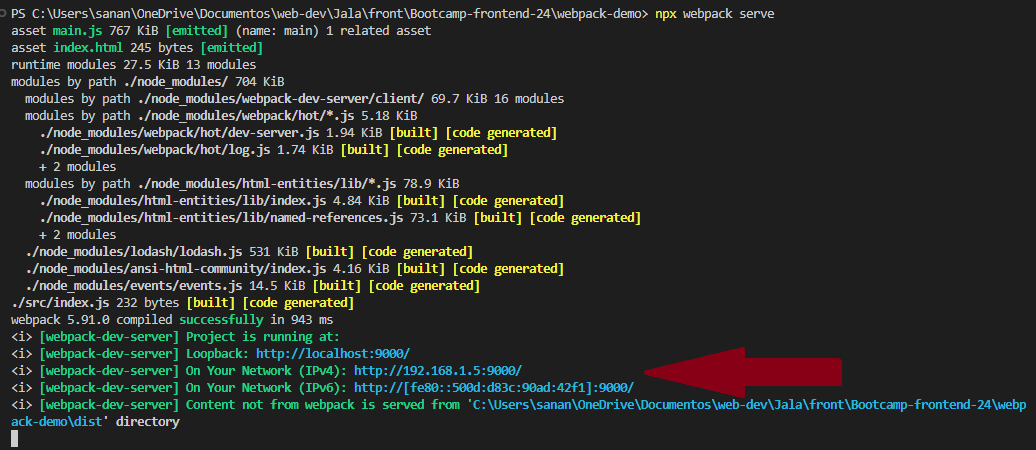 PS C:\Users\sanan\OneDrive\Documentos\web-dev\Jala\front\Bootcamp-frontend-24\webpack-demo> npx webpack serve
asset main.js 767 KiB [emitted] (name: main) 1 related asset
asset index.html 245 bytes [emitted]
runtime modules 27.5 KiB 13 modules
modules by path ./node_modules/ 704 KiB
  modules by path ./node_modules/webpack-dev-server/client/ 69.7 KiB 16 modules
  modules by path ./node_modules/webpack/hot/*.js 5.18 KiB
    ./node_modules/webpack/hot/dev-server.js 1.94 KiB [built] [code generated]
    ./node_modules/webpack/hot/log.js 1.74 KiB [built] [code generated]
    + 2 modules
  modules by path ./node_modules/html-entities/lib/*.js 78.9 KiB
    ./node_modules/html-entities/lib/index.js 4.84 KiB [built] [code generated]
    ./node_modules/html-entities/lib/named-references.js 73.1 KiB [built] [code generated]
    + 2 modules
  ./node_modules/lodash/lodash.js 531 KiB [built] [code generated]
  ./node_modules/ansi-html-community/index.js 4.16 KiB [built] [code generated]
  ./node_modules/events/events.js 14.5 KiB [built] [code generated]
./src/index.js 232 bytes [built] [code generated]
webpack 5.91.0 compiled successfully in 943 ms
<i> [webpack-dev-server] Project is running at:
<i> [webpack-dev-server] Loopback: http://localhost:9000/
<i> [webpack-dev-server] On Your Network (IPv4): http://192.168.1.5:9000/
<i> [webpack-dev-server] On Your Network (IPv6): http://[fe80::500d:d83c:90ad:42f1]:9000/
<i> [webpack-dev-server] Content not from webpack is served from 'C:\Users\sanan\OneDrive\Documentos\web-dev\Jala\front\Bootcamp-frontend-24\webp
ack-demo\dist' directory